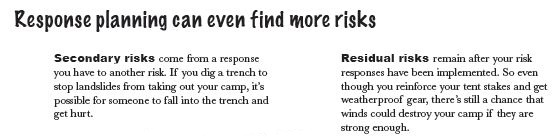 Response planning can even find more risks
Secondary risks come from a response
you have to another risk. If you dig a trench to
stop landslides from taking out your camp, it's
possible for someone to fall into the trench and
get hurt.
Residual risks remain after your risk
responses have been implemented. So even
though you reinforce your tent stakes and get
weatherproof gear, there's still a chance that
winds could destroy your camp if they are
strong enough.